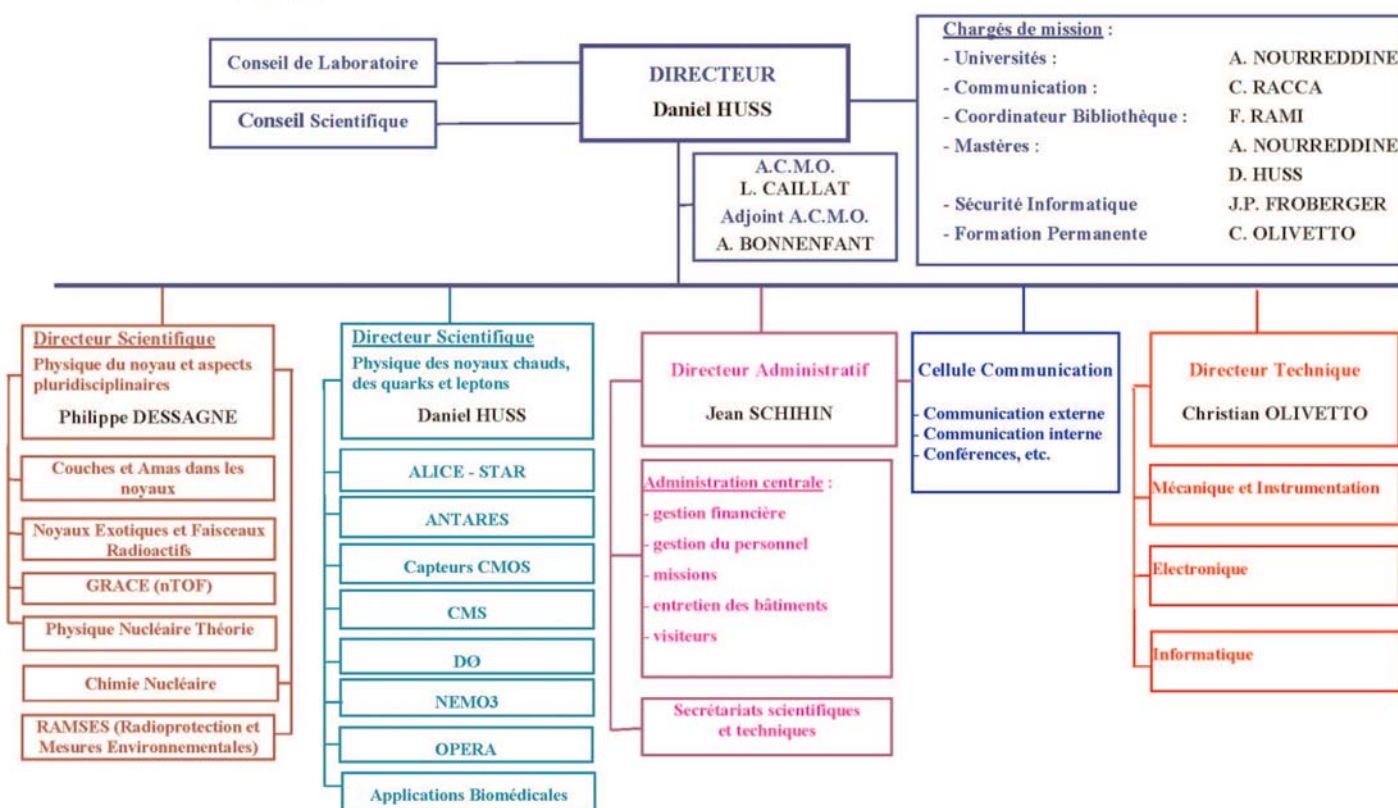 Conseil de Laboratoire
Conseil Scientifique
DIRECTEUR
Daniel HUSS
Chargés de mission :
- Universités : A. NOURREDDINE
- Communication : C. RACCA
- Coordinateur Bibliothèque : F. RAMI
- Mastères : A. NOURREDDINE
D. HUSS
- Sécurité Informatique J.P. FROBERGER
- Formation Permanente C. OLIVETTO
A.C.M.O.
L. CAILLAT
Adjoint A.C.M.O.
A. BONNENFANT
Directeur Scientifique
Physique du noyau et aspects
pluridisciplinaires
Philippe DESSAGNE
Couches et Amas dans les
noyaux
Noyaux Exotiques et Faisceaux
Radioactifs
GRACE (nTOF)
Physique Nucléaire Théorie
Chimie Nucléaire
RAMSES (Radioprotection et
Mesures Environnementales)
Directeur Scientifique
Physique des noyaux chauds,
des quarks et leptons
Daniel HUSS
ALICE - STAR
ANTARES
Capteurs CMOS
CMS
DØ
NEMO3
OPERA
Applications Biomédicales
Directeur Administratif
Jean SCHIHIN
Administration centrale :
- gestion financière
- gestion du personnel
- missions
- entretien des bâtiments
- visiteurs
Secrétariats scientifiques
et techniques
Cellule Communication
- Communication externe
- Communication interne
- Conférences, etc.
Directeur Technique
Christian OLIVETTO
Mécanique et Instrumentation
Electronique
Informatique